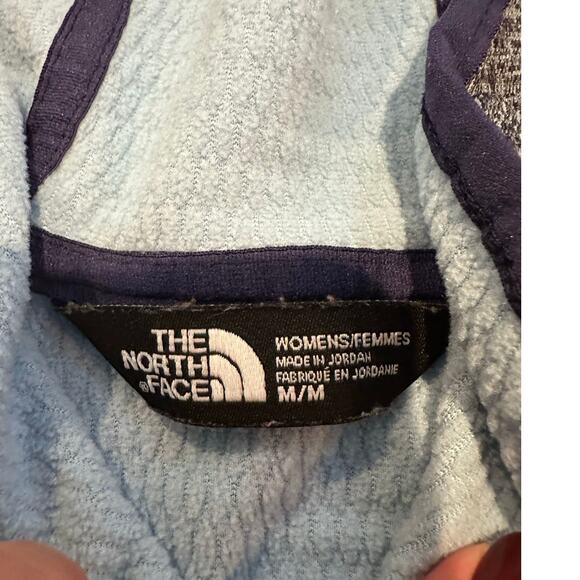 THE
NORTH
®FACE
WOMENS/FEMMES
MADE IN JORDAN
FABRIQUÉ EN JORDANIE
M/M